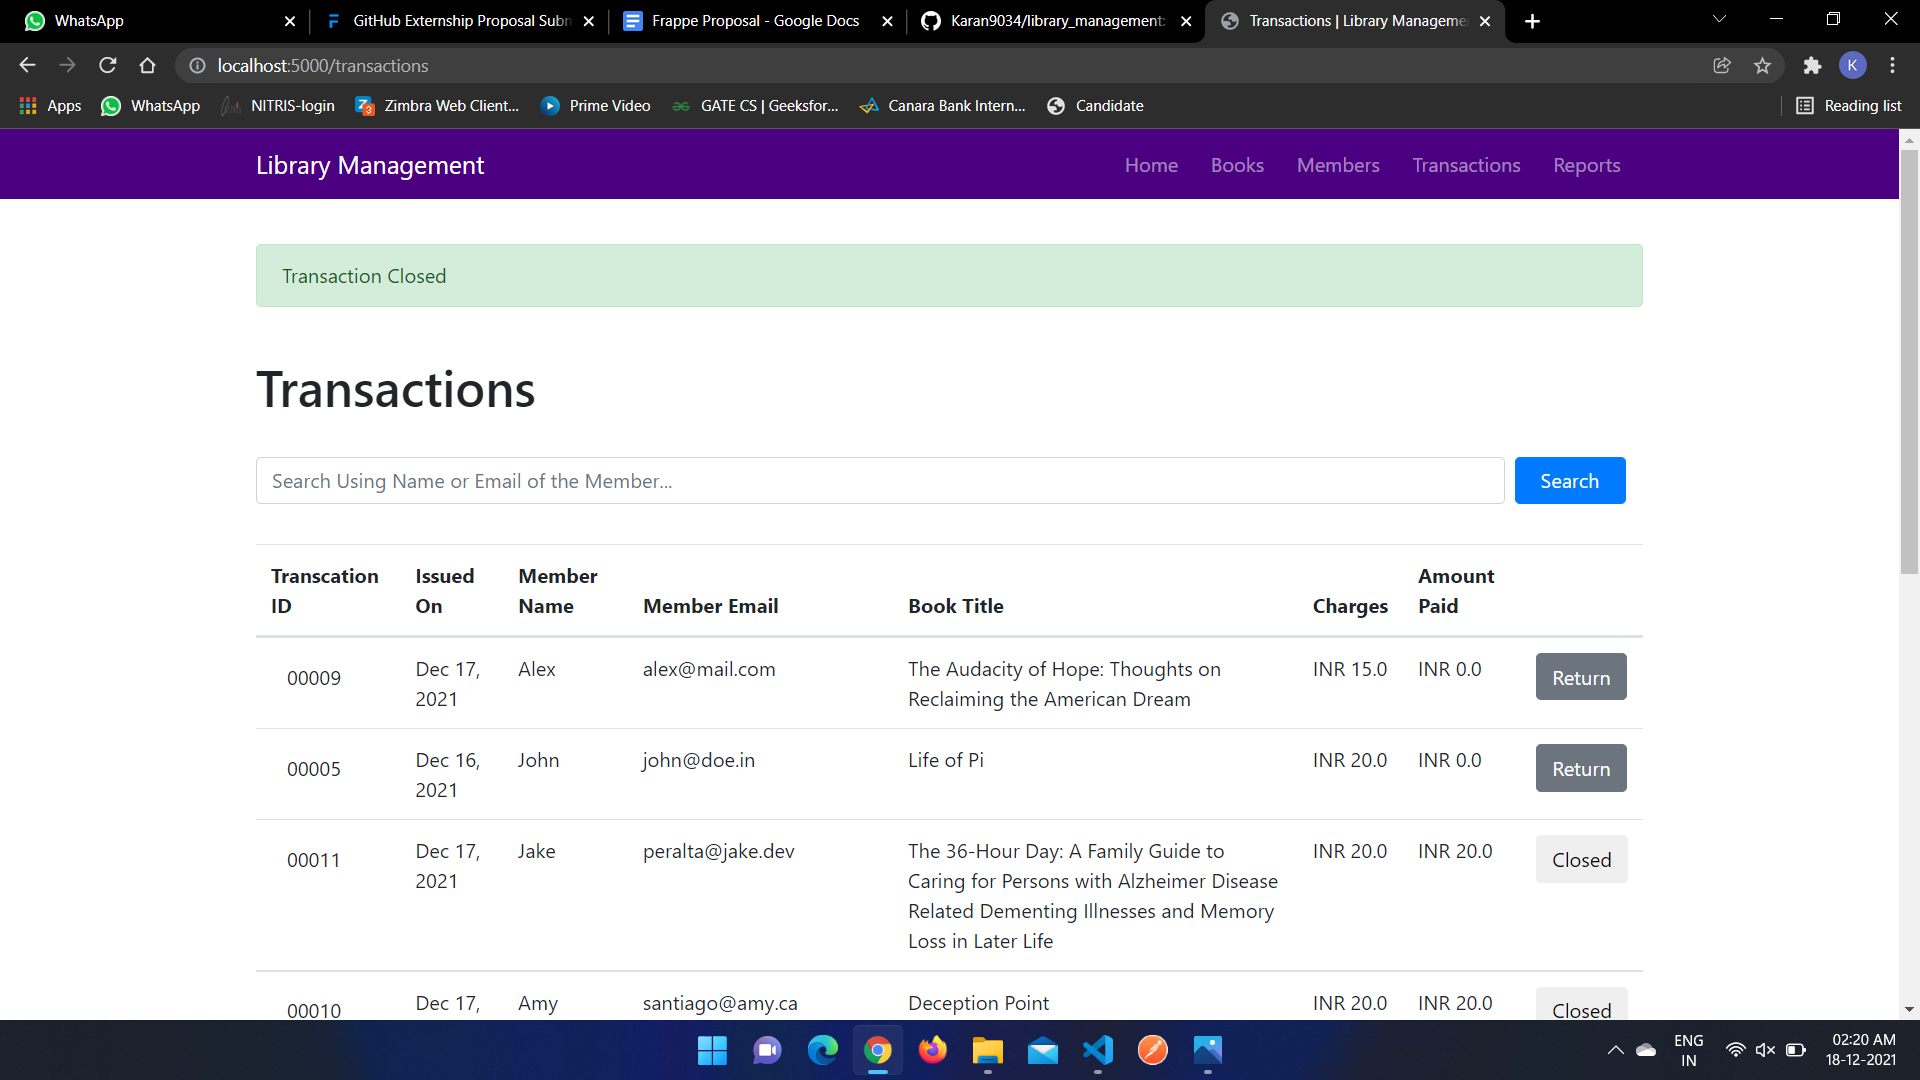 WhatsApp
GitHub Externship Proposal Subm
Frappe Proposal - Google Docs
Karan9034/library_management:
Transactions | Library Manageme
localhost:5000/transactions
K
Apps
WhatsApp
NITRIS-login
Zimbra Web Client...
Prime Video
GATE CS | Geeksfor...
Canara Bank Intern...
Candidate
Reading list
Library Management
Home
Books
Members
Transactions
Reports
Transaction Closed
Transactions
Search Using Name or Email of the Member...
Search
Transcation ID
Issued On
Member Name
Member Email
Book Title
Charges
Amount Paid
00009
Dec 17,
2021
Alex
alex@mail.com
The Audacity of Hope: Thoughts on
Reclaiming the American Dream
INR 15.0
INR 0.0
Return
00005
Dec 16,
2021
John
john@doe.in
Life of Pi
INR 20.0
INR 0.0
Return
00011
Dec 17,
2021
Jake
peralta@jake.dev
The 36-Hour Day: A Family Guide to
Caring for Persons with Alzheimer Disease
Related Dementing Illnesses and Memory
Loss in Later Life
INR 20.0
INR 20.0
Closed
00010
Dec 17,
Amy
santiago@amy.ca
Deception Point
INR 20.0
INR 20.0
Closed
ENG
IN
02:20 AM
18-12-2021